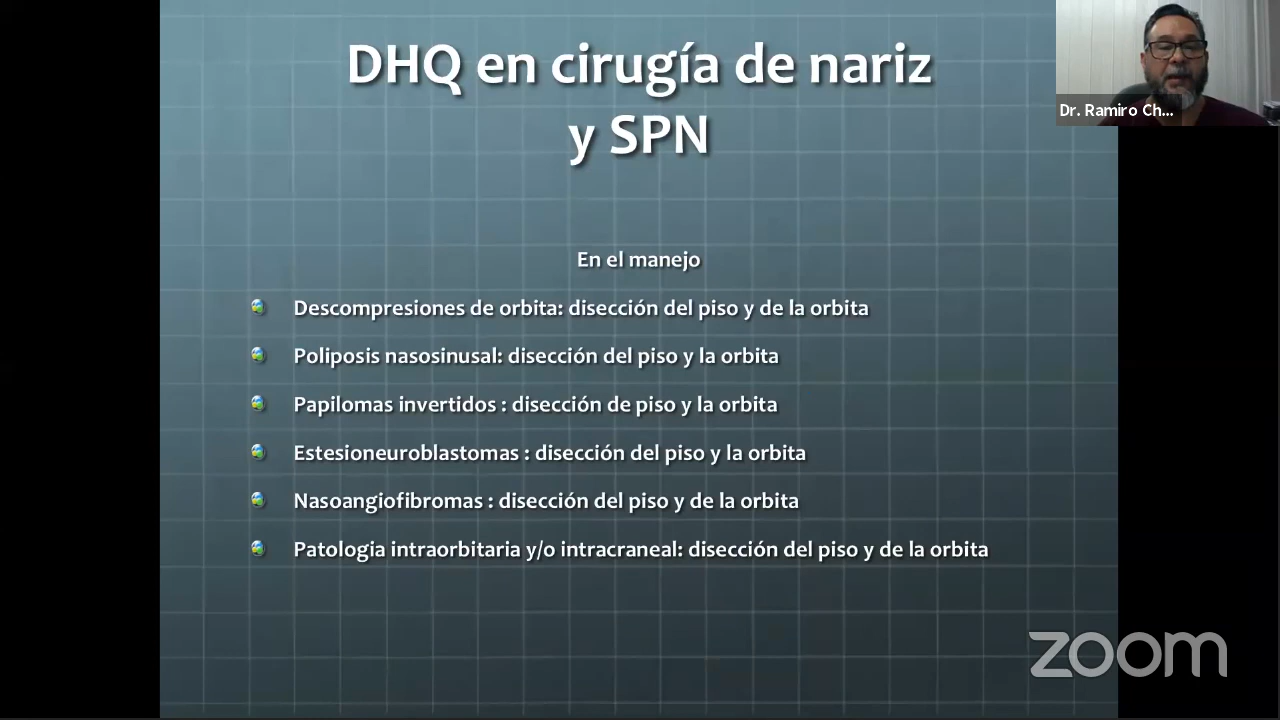 DHQ en cirugía de nariz
y SPN
Dr. Ramiro Ch...
En el manejo
Descompresiones de orbita: disección del piso y de la orbita
Poliposis nasosinusal: disección del piso y la orbita
Papilomas invertidos : disección de piso y la orbita
Estesioneuroblastomas : disección del piso y la orbita
Nasoangiofibromas : disección del piso y de la orbita
Patologia intraorbitaria y/o intracraneal: disección del piso y de la orbita
zoom